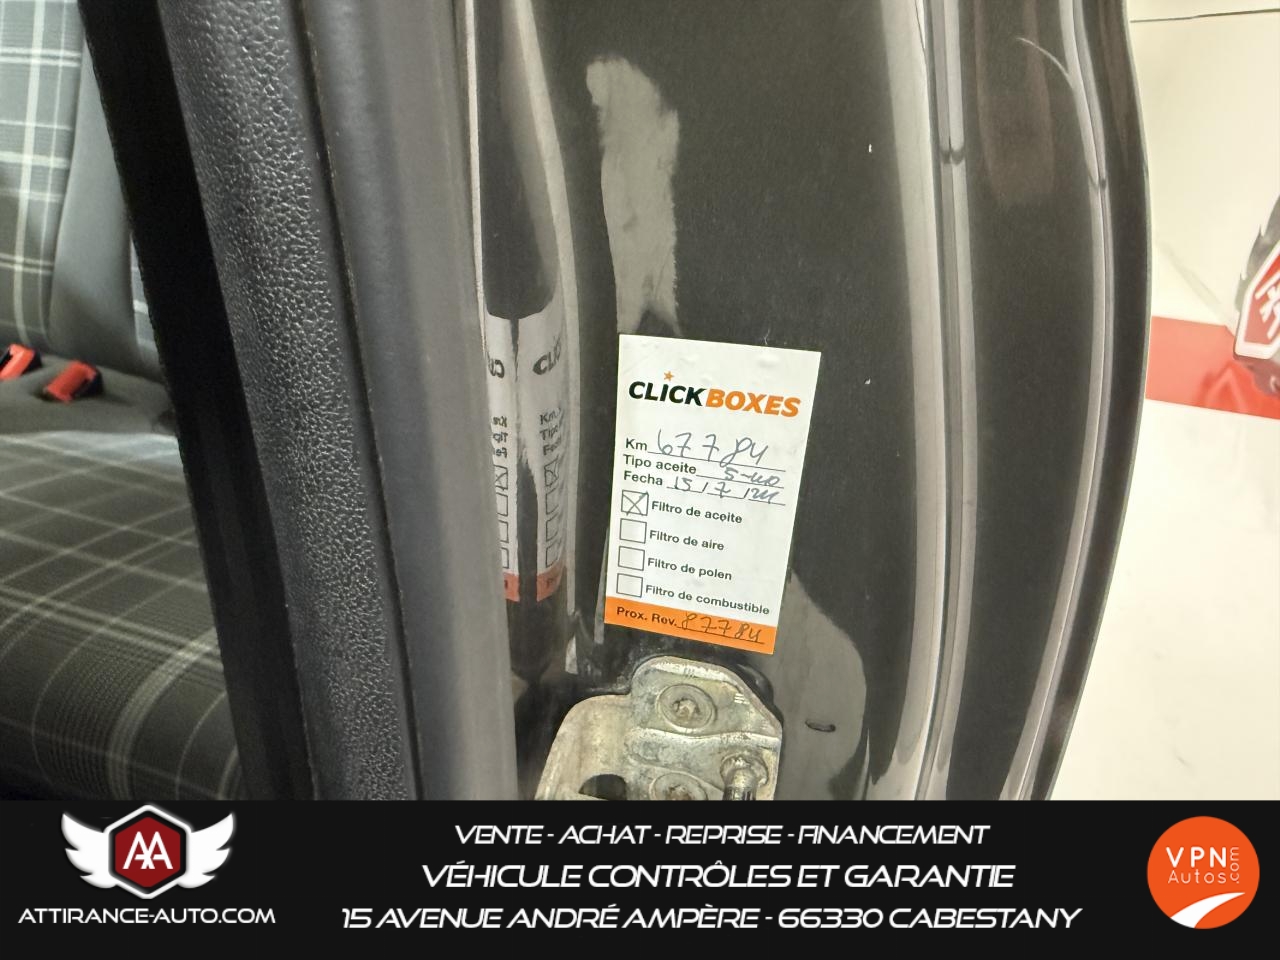 CLICKBOXES
Km 67784
Tipo aceite 5-40
Fecha 15/7/24
Filtro de aceite
Filtro de aire
Filtro de polen
Filtro de combustible
Prox. Rev. 87784
AA
ATTIRANCE-AUTO.COM
VENTE - ACHAT - REPRISE - FINANCEMENT
VÉHICULE CONTRÔLES ET GARANTIE
15 AVENUE ANDRÉ AMPÈRE - 66330 CABESTANY
VPN
Autos.com